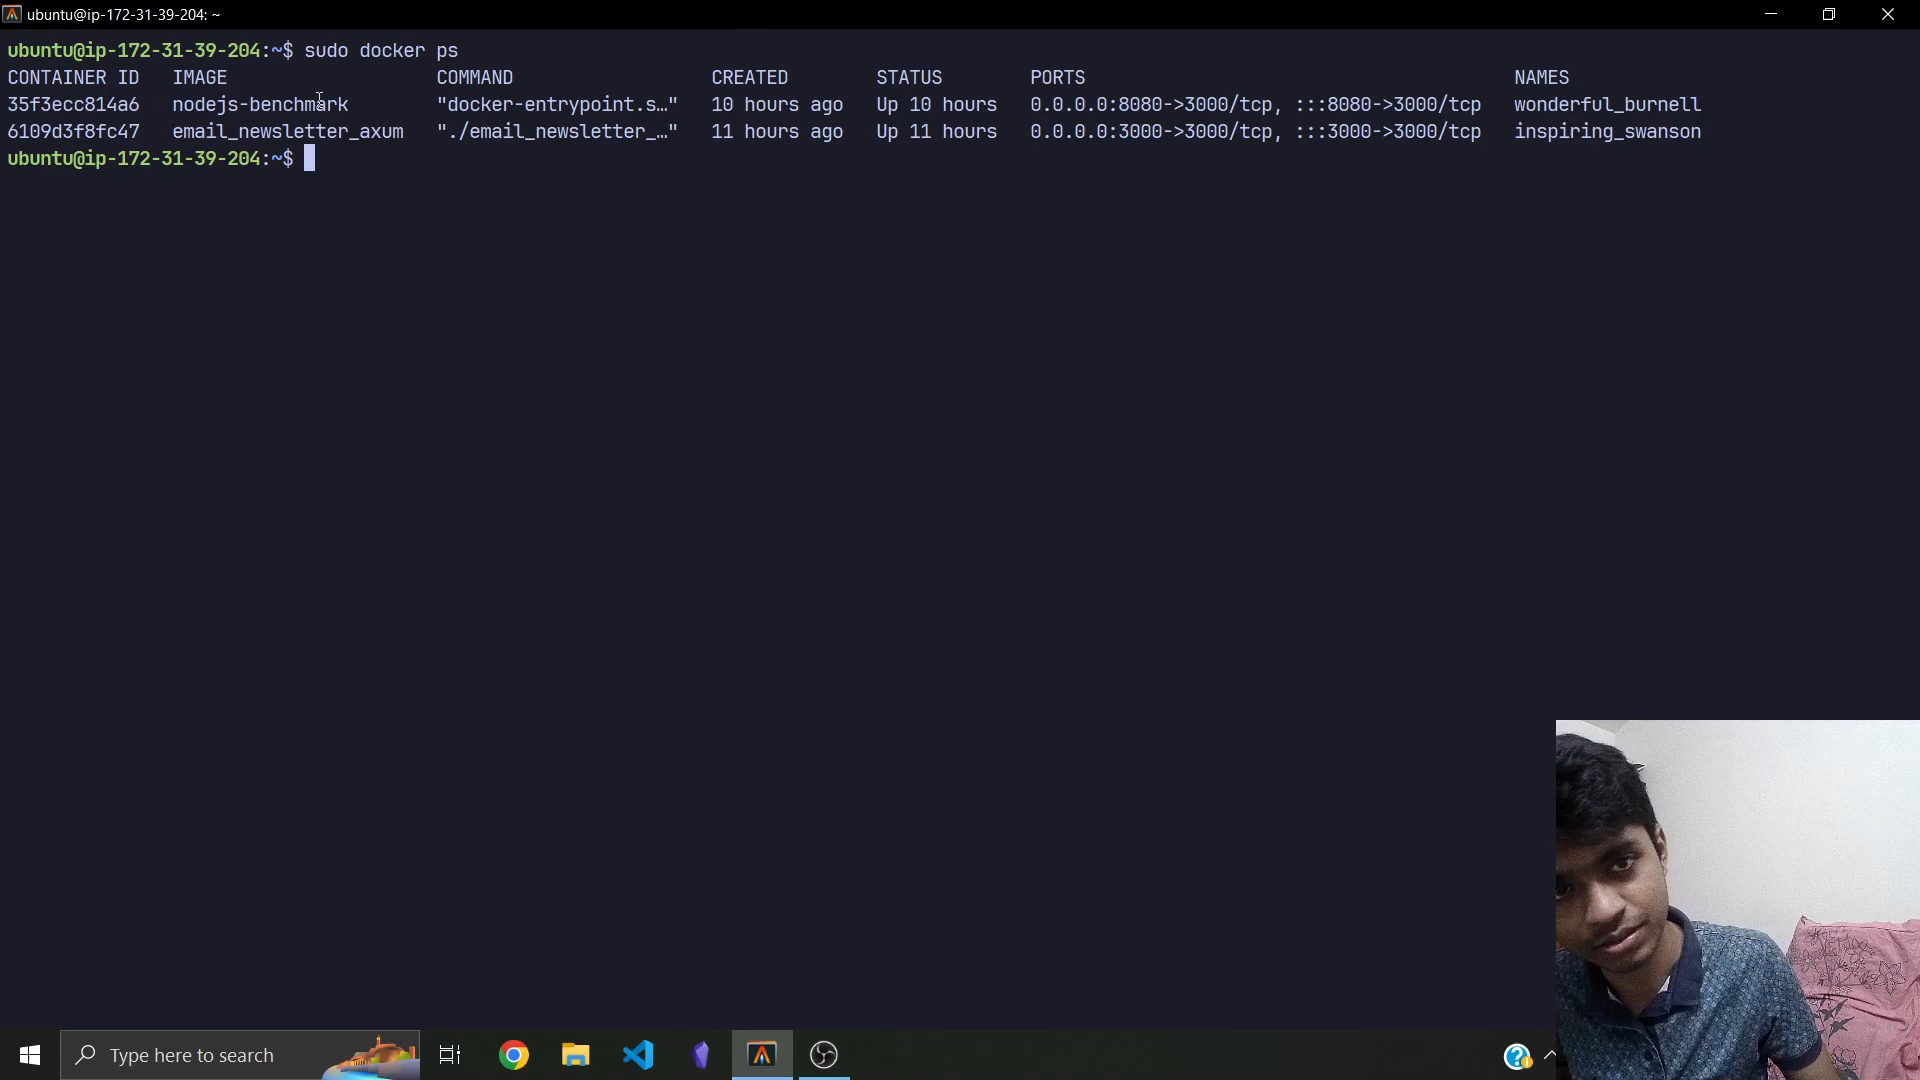 ubuntu@ip-172-31-39-204: ~
ubuntu@ip-172-31-39-204:~$ sudo docker ps
CONTAINER ID IMAGE COMMAND CREATED STATUS PORTS NAMES
35f3ecc814a6 nodejs-benchmark "docker-entrypoint.s…" 10 hours ago Up 10 hours 0.0.0.0:8080->3000/tcp, :::8080->3000/tcp wonderful_burnell
6109d3f8fc47 email_newsletter_axum "./email_newsletter_…" 11 hours ago Up 11 hours 0.0.0.0:3000->3000/tcp, :::3000->3000/tcp inspiring_swanson
ubuntu@ip-172-31-39-204:~$
Type here to search